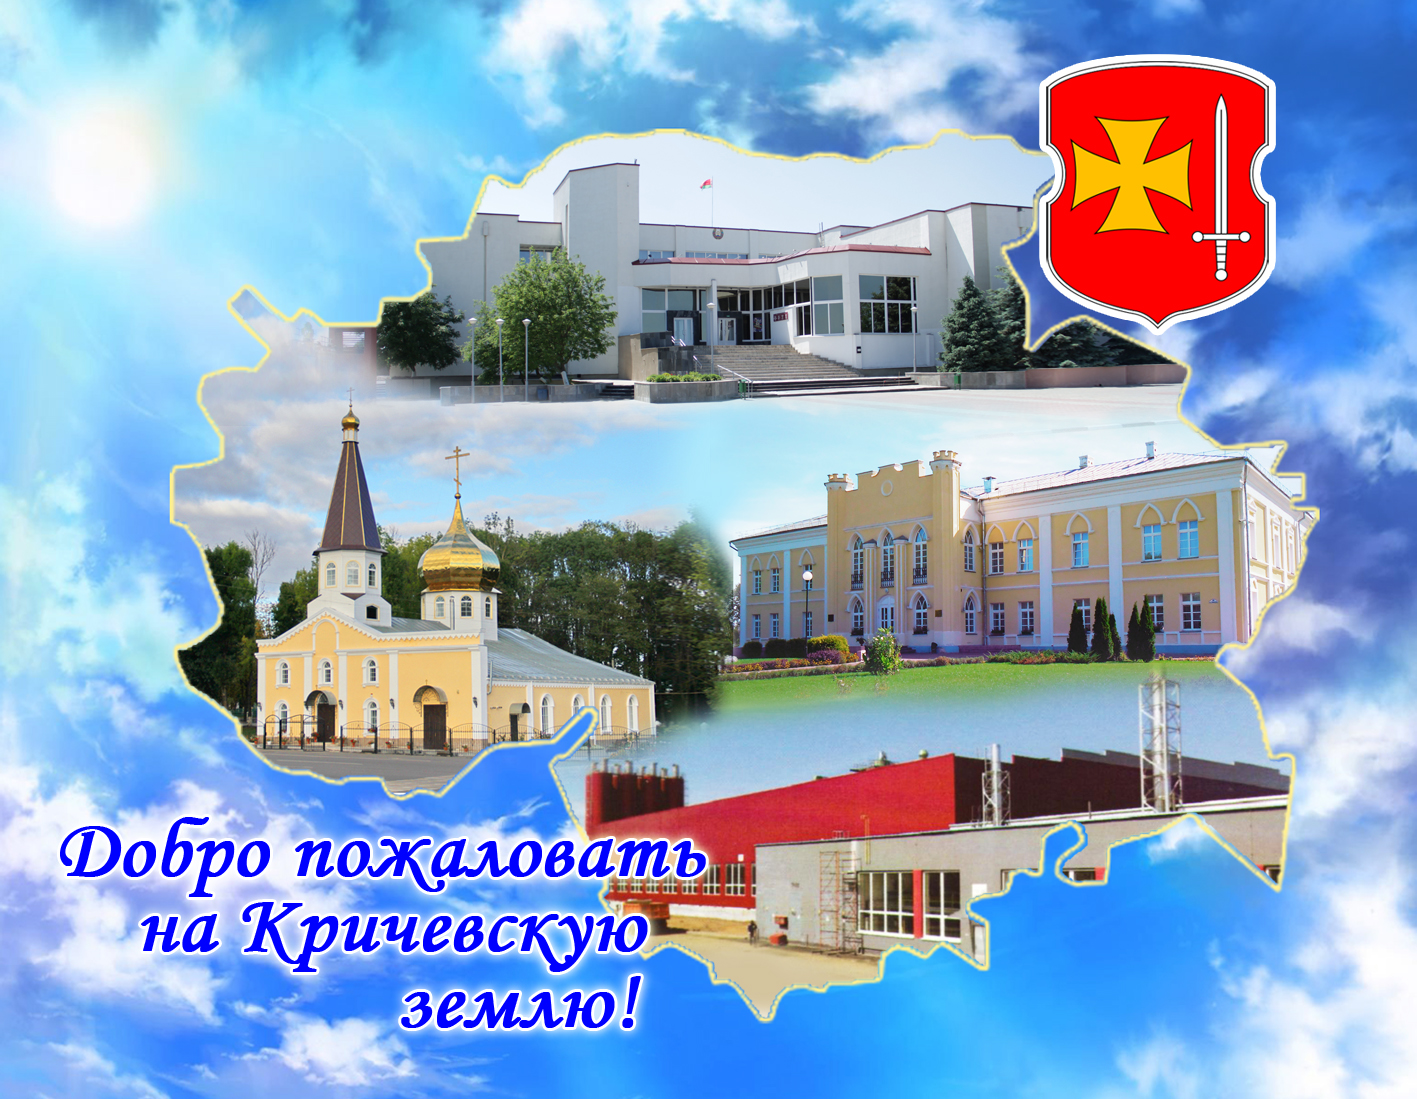 Добро пожаловать
на Кричевскую
землю!